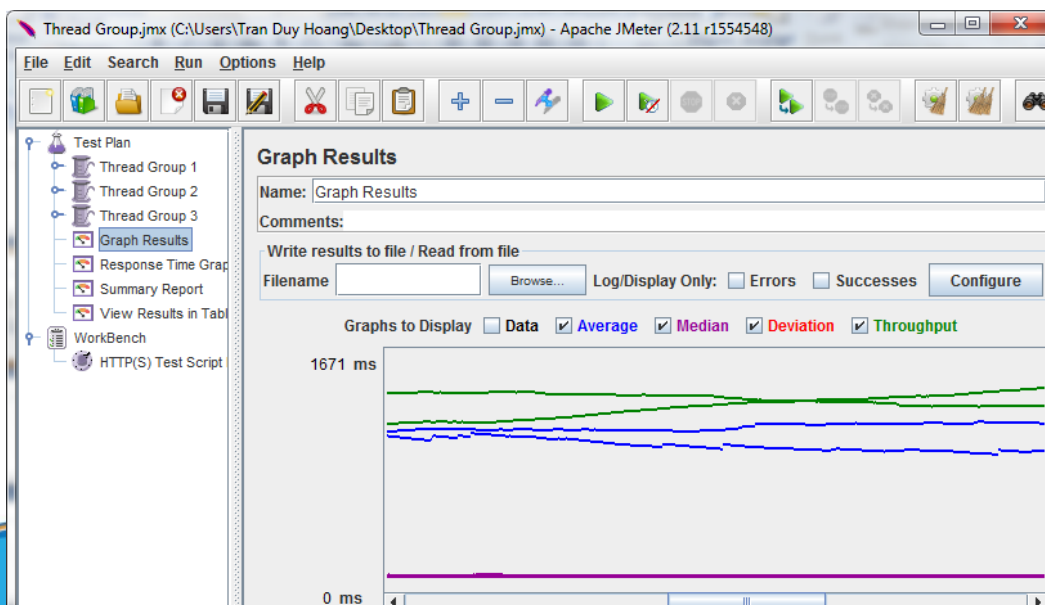 Thread Group.jmx (C:\Users\Tran Duy Hoang\Desktop\Thread Group.jmx) - Apache JMeter (2.11 r1554548)
File Edit Search Run Options Help
STOP
Test Plan
Thread Group 1
Thread Group 2
Thread Group 3
Graph Results
Response Time Grap
Summary Report
View Results in Tabl
WorkBench
HTTP(S) Test Script
Graph Results
Name: Graph Results
Comments:
Write results to file / Read from file
Filename Browse... Log/Display Only: Errors Successes Configure
Graphs to Display Data Average Median Deviation Throughput
1671 ms
0 ms